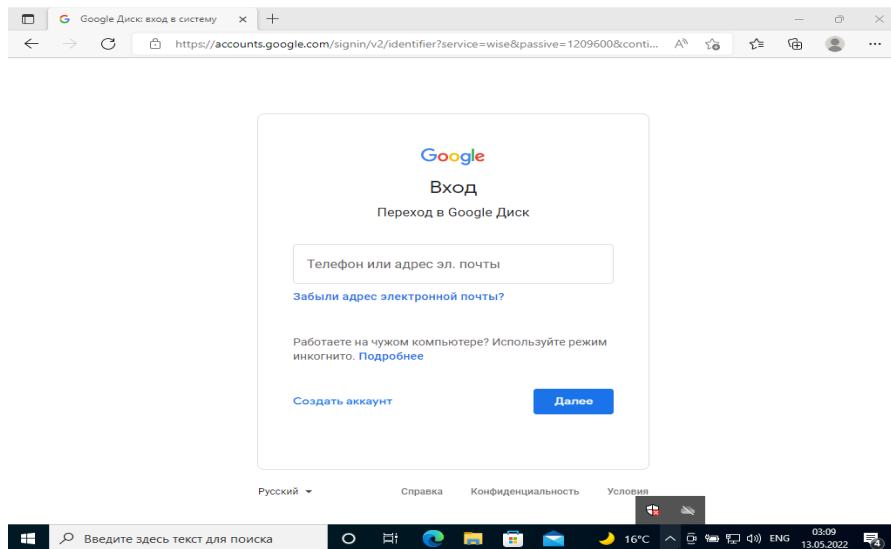 Google Диск: вход в систему
https://accounts.google.com/signin/v2/identifier?service=wise&passive=1209600&conti...
Google
Вход
Переход в Google Диск
Телефон или адрес эл. почты
Забыли адрес электронной почты?
Работаете на чужом компьютере? Используйте режим
инкогнито. Подробнее
Создать аккаунт
Далее
Русский
Справка
Конфиденциальность
Условия
Введите здесь текст для поиска
16°C
ENG
03:09
13.05.2022
4